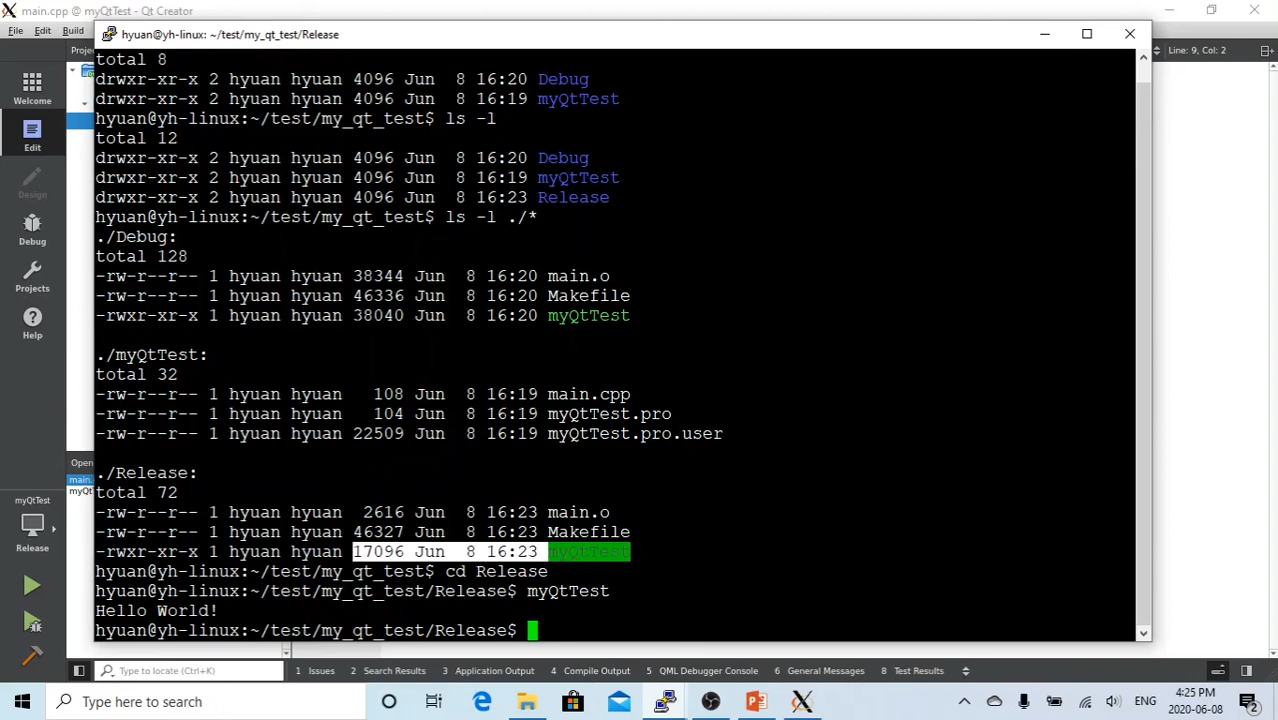 main.cpp @ myQtTest - Qt Creator
File Edit Build
hyuan@yh-linux: ~/test/my_qt_test/Release
Line: 9, Col: 2
Welcome
Edit
Design
Debug
Projects
Help
myQtTest
Release
total 8
drwxr-xr-x 2 hyuan hyuan 4096 Jun  8 16:20 Debug
drwxr-xr-x 2 hyuan hyuan 4096 Jun  8 16:19 myQtTest
hyuan@yh-linux:~/test/my_qt_test$ ls -l
total 12
drwxr-xr-x 2 hyuan hyuan 4096 Jun  8 16:20 Debug
drwxr-xr-x 2 hyuan hyuan 4096 Jun  8 16:19 myQtTest
drwxr-xr-x 2 hyuan hyuan 4096 Jun  8 16:23 Release
hyuan@yh-linux:~/test/my_qt_test$ ls -l ./*
./Debug:
total 128
-rw-r--r-- 1 hyuan hyuan 38344 Jun  8 16:20 main.o
-rw-r--r-- 1 hyuan hyuan 46336 Jun  8 16:20 Makefile
-rwxr-xr-x 1 hyuan hyuan 38040 Jun  8 16:20 myQtTest
./myQtTest:
total 32
-rw-r--r-- 1 hyuan hyuan   108 Jun  8 16:19 main.cpp
-rw-r--r-- 1 hyuan hyuan   104 Jun  8 16:19 myQtTest.pro
-rw-r--r-- 1 hyuan hyuan 22509 Jun  8 16:19 myQtTest.pro.user
./Release:
total 72
-rw-r--r-- 1 hyuan hyuan  2616 Jun  8 16:23 main.o
-rw-r--r-- 1 hyuan hyuan 46327 Jun  8 16:23 Makefile
-rwxr-xr-x 1 hyuan hyuan 17096 Jun  8 16:23 myQtTest
hyuan@yh-linux:~/test/my_qt_test$ cd Release
hyuan@yh-linux:~/test/my_qt_test/Release$ myQtTest
Hello World!
hyuan@yh-linux:~/test/my_qt_test/Release$
Type to locate (Ctrl+K) 1 Issues 2 Search Results 3 Application Output 4 Compile Output 5 QML Debugger Console 6 General Messages 8 Test Results
Type here to search
ENG
4:25 PM
2020-06-08
2